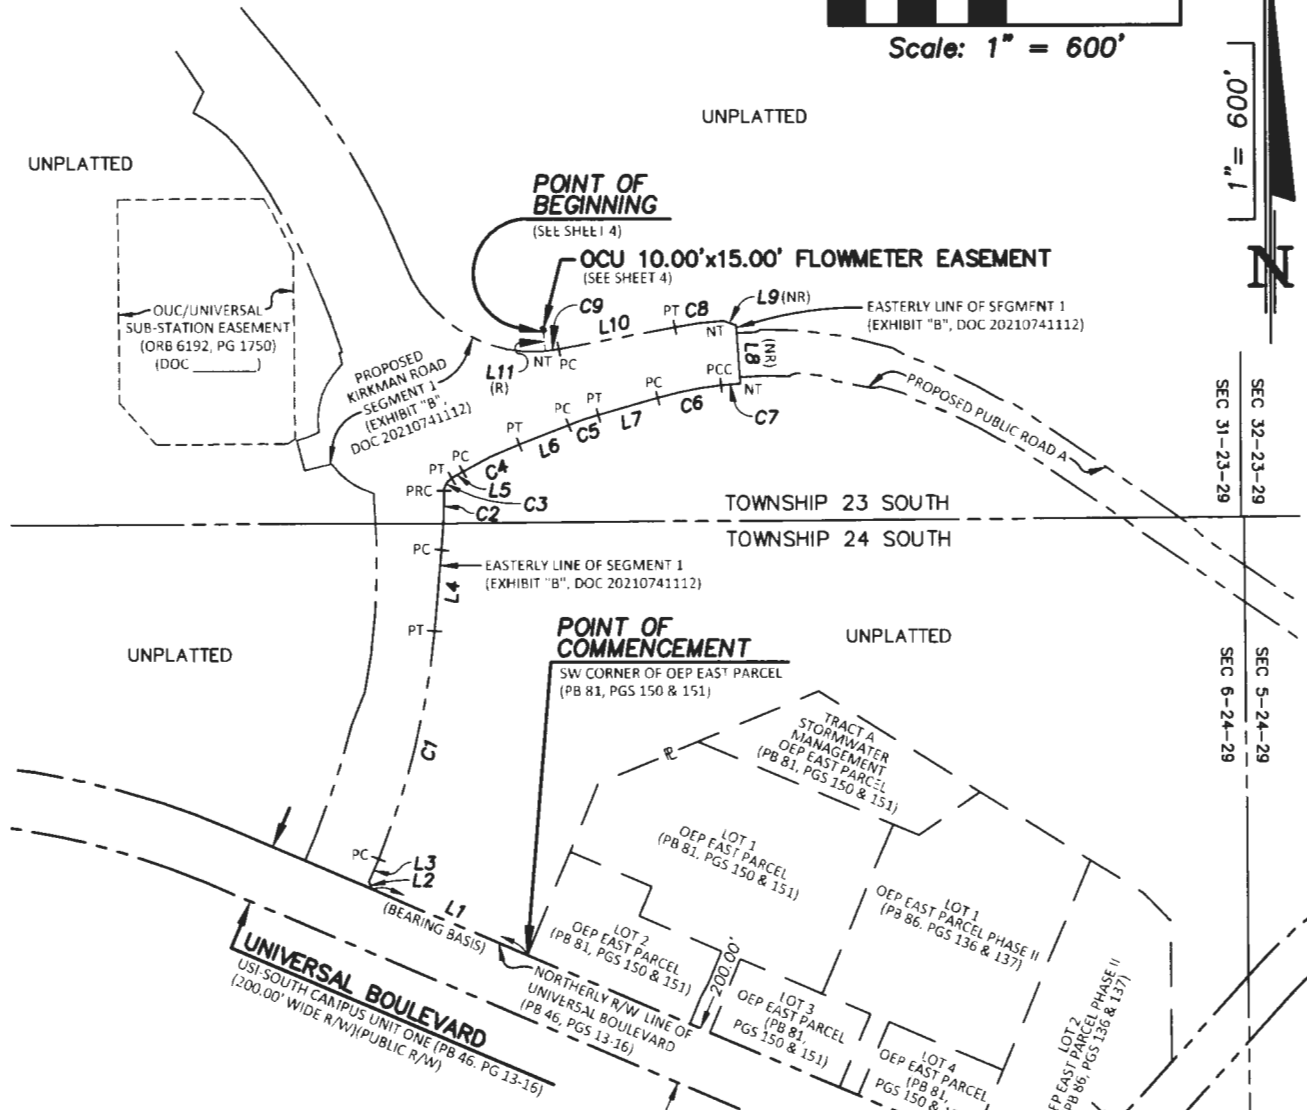 Scale: 1" = 600'
1" = 600'
N
UNPLATTED
UNPLATTED
POINT OF
BEGINNING
(SEE SHEET 4)
OCU 10.00'x15.00' FLOWMETER EASEMENT
(SEE SHEET 4)
OUC/UNIVERSAL
SUB-STATION EASEMENT
(ORB 6192, PG 1750)
(DOC ________)
PROPOSED
KIRKMAN ROAD
SEGMENT 1
(EXHIBIT "B",
DOC 20210741112)
C9
L10
PT
C8
L9(NR)
NT
EASTERLY LINE OF SEGMENT 1
(EXHIBIT "B", DOC 20210741112)
L11
(R)
NT
PC
L8
(NR)
PCC
NT
C7
C6
PC
L7
PT
C5
PC
L6
PT
C4
PC
L5
PT
C3
PRC
C2
PROPOSED PUBLIC ROAD A
SEC 31-23-29
SEC 32-23-29
TOWNSHIP 23 SOUTH
TOWNSHIP 24 SOUTH
PC
EASTERLY LINE OF SEGMENT 1
(EXHIBIT "B", DOC 20210741112)
L4
PT
UNPLATTED
POINT OF
COMMENCEMENT
SW CORNER OF OEP EAST PARCEL
(PB 81, PGS 150 & 151)
UNPLATTED
SEC 6-24-29
SEC 5-24-29
C1
PC
L3
L2
L1
(BEARING BASIS)
PL
TRACT A
STORMWATER
MANAGEMENT
OEP EAST PARCEL
(PB 81, PGS 150 & 151)
LOT 1
OEP EAST PARCEL
(PB 81, PGS 150 & 151)
LOT 1
OEP EAST PARCEL PHASE II
(PB 86, PGS 136 & 137)
LOT 2
OEP EAST PARCEL
(PB 81, PGS 150 & 151)
200.00'
LOT 3
OEP EAST PARCEL
(PB 81,
PGS 150 & 151)
LOT 4
OEP EAST PARCEL
(PB 81,
PGS 150 &
LOT 2
EP EAST PARCEL PHASE II
PB 86, PGS 136 & 137)
NORTHERLY R/W LINE OF
UNIVERSAL BOULEVARD
(PB 46, PGS 13-16)
UNIVERSAL BOULEVARD
USI-SOUTH CAMPUS UNIT ONE (PB 46, PG 13-16)
(200.00' WIDE R/W)(PUBLIC R/W)